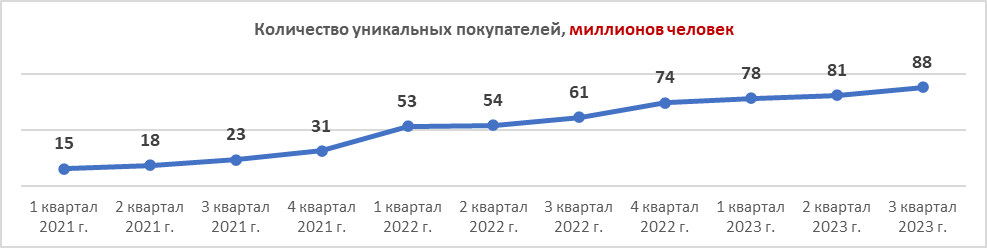 Количество уникальных покупателей, миллионов человек
15
18
23
31
53
54
61
74
78
81
88
1 квартал
2021 г.
2 квартал
2021 г.
3 квартал
2021 г.
4 квартал
2021 г.
1 квартал
2022 г.
2 квартал
2022 г.
3 квартал
2022 г.
4 квартал
2022 г.
1 квартал
2023 г.
2 квартал
2023 г.
3 квартал
2023 г.